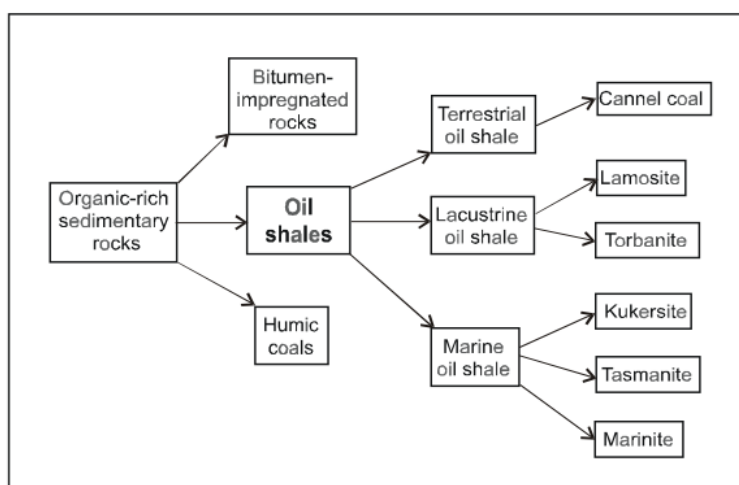 Bitumen-
impregnated
rocks
Organic-rich
sedimentary
rocks
Oil
shales
Humic
coals
Terrestrial
oil shale
Lacustrine
oil shale
Marine
oil shale
Cannel coal
Lamosite
Torbanite
Kukersite
Tasmanite
Marinite